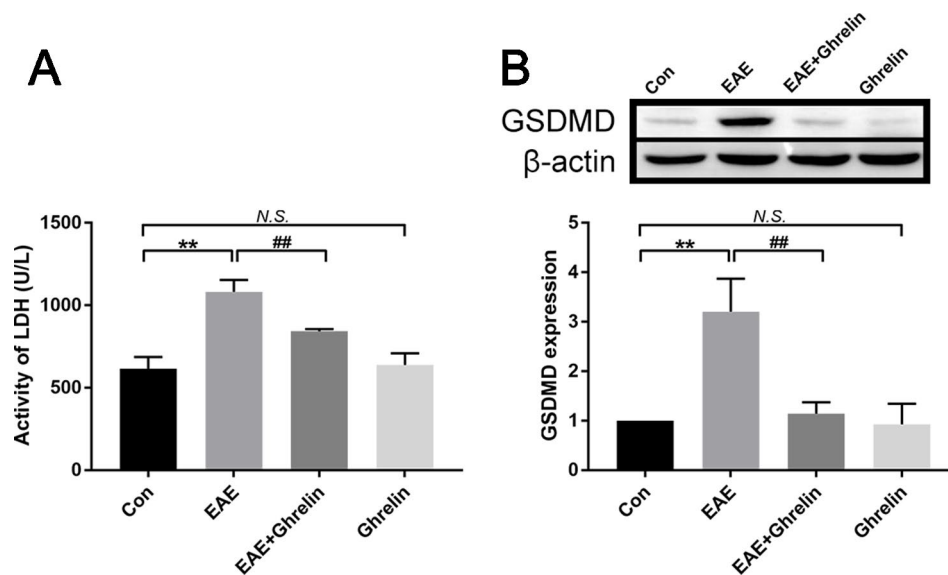 A
Activity of LDH (U/L)
1500
1000
500
0
N.S.
**
##
Con
EAE
EAE+Ghrelin
Ghrelin
B
Con
EAE
EAE+Ghrelin
Ghrelin
GSDMD
β-actin
GSDMD expression
5
4
3
2
1
0
N.S.
**
##
Con
EAE
EAE+Ghrelin
Ghrelin